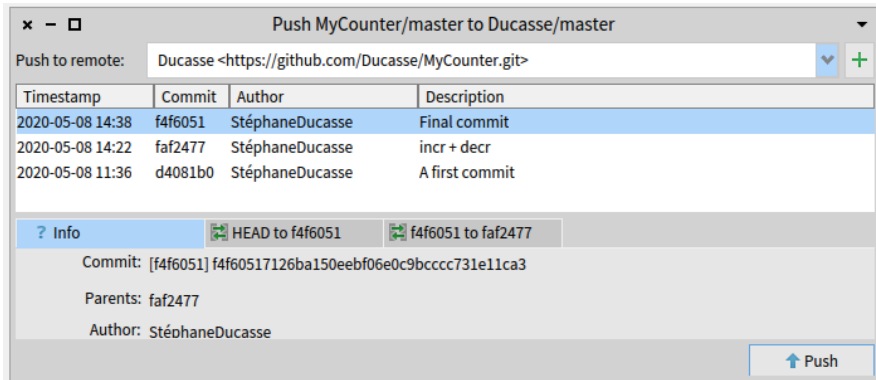 Push MyCounter/master to Ducasse/master
Push to remote: Ducasse <https://github.com/Ducasse/MyCounter.git>
Timestamp Commit Author Description
2020-05-08 14:38 f4f6051 StéphaneDucasse Final commit
2020-05-08 14:22 faf2477 StéphaneDucasse incr + decr
2020-05-08 11:36 d4081b0 StéphaneDucasse A first commit
? Info HEAD to f4f6051 f4f6051 to faf2477
Commit: [f4f6051] f4f60517126ba150eebf06e0c9bcccc731e11ca3
Parents: faf2477
Author: StéphaneDucasse
Push